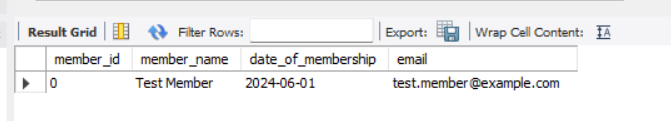 Result Grid Filter Rows: Export: Wrap Cell Content: IA
member_id member_name date_of_membership email
0 Test Member 2024-06-01 test.member@example.com